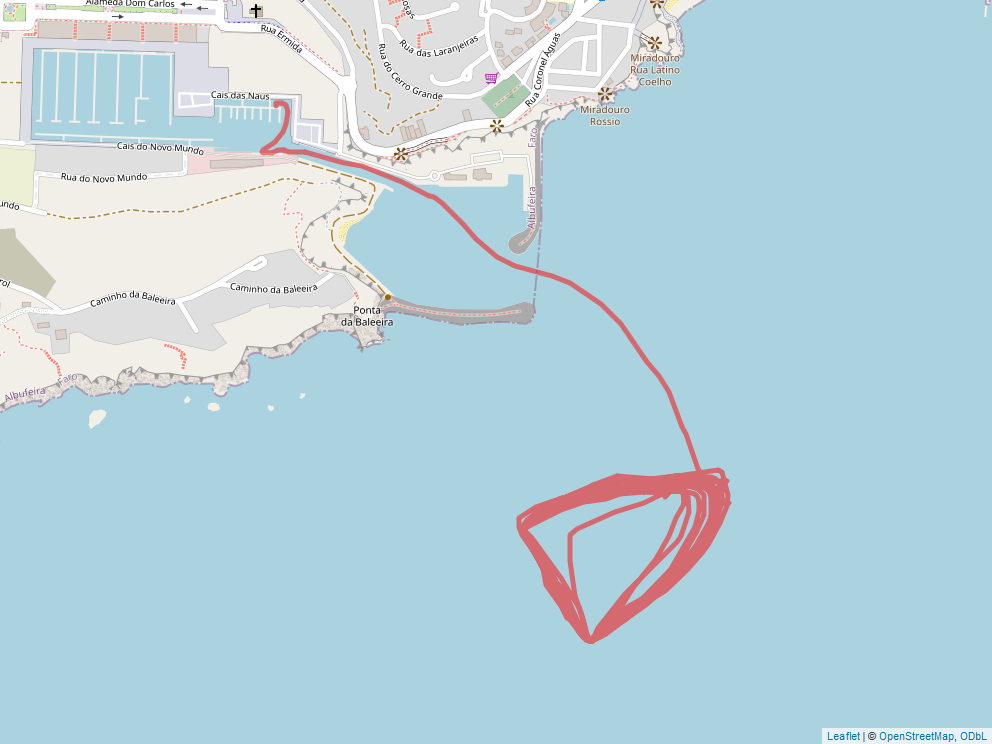 Alameda Dom Carlos
Rua Ermida
Rua das Laranjeiras
Rua do Cerro Grande
Rua Coronel Águas
Miradouro
Rua Latino
Coelho
Miradouro
Rossio
Cais das Naus
Cais do Novo Mundo
Rua do Novo Mundo
Faro
Albufeira
Caminho da Baleeira
Caminho da Baleeira
Ponta
da Baleeira
Albufeira
Faro
Leaflet | © OpenStreetMap, ODbL